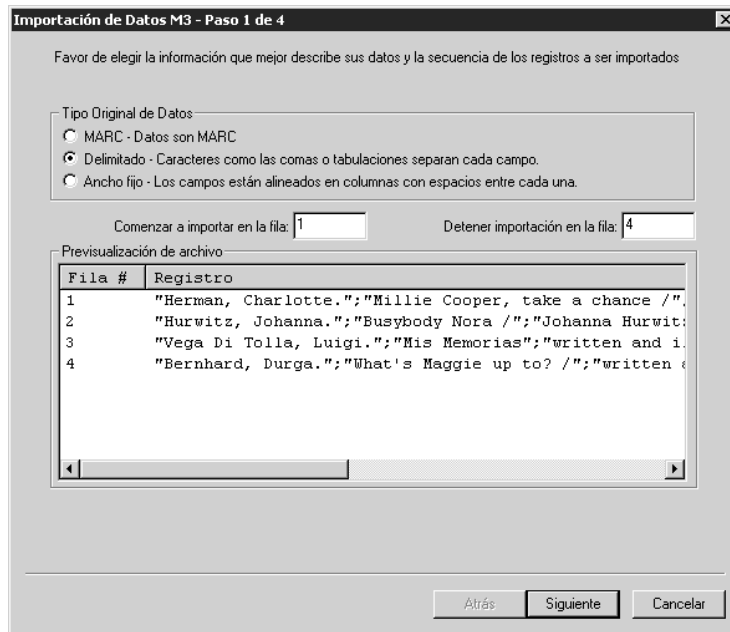 Importación de Datos M3 - Paso 1 de 4
Favor de elegir la información que mejor describe sus datos y la secuencia de los registros a ser importados
Tipo Original de Datos
MARC - Datos son MARC
Delimitado - Caracteres como las comas o tabulaciones separan cada campo.
Ancho fijo - Los campos están alineados en columnas con espacios entre cada una.
Comenzar a importar en la fila: 1 Detener importación en la fila: 4
Previsualización de archivo
Fila # Registro
1 "Herman, Charlotte.";"Millie Cooper, take a chance /"
2 "Hurwitz, Johanna.";"Busybody Nora /";"Johanna
3 "Vega Di Tolla, Luigi.";"Mis Memorias";"written and
4 "Bernhard, Durga.";"What's Maggie up to? /";"written
Atrás Siguiente Cancelar